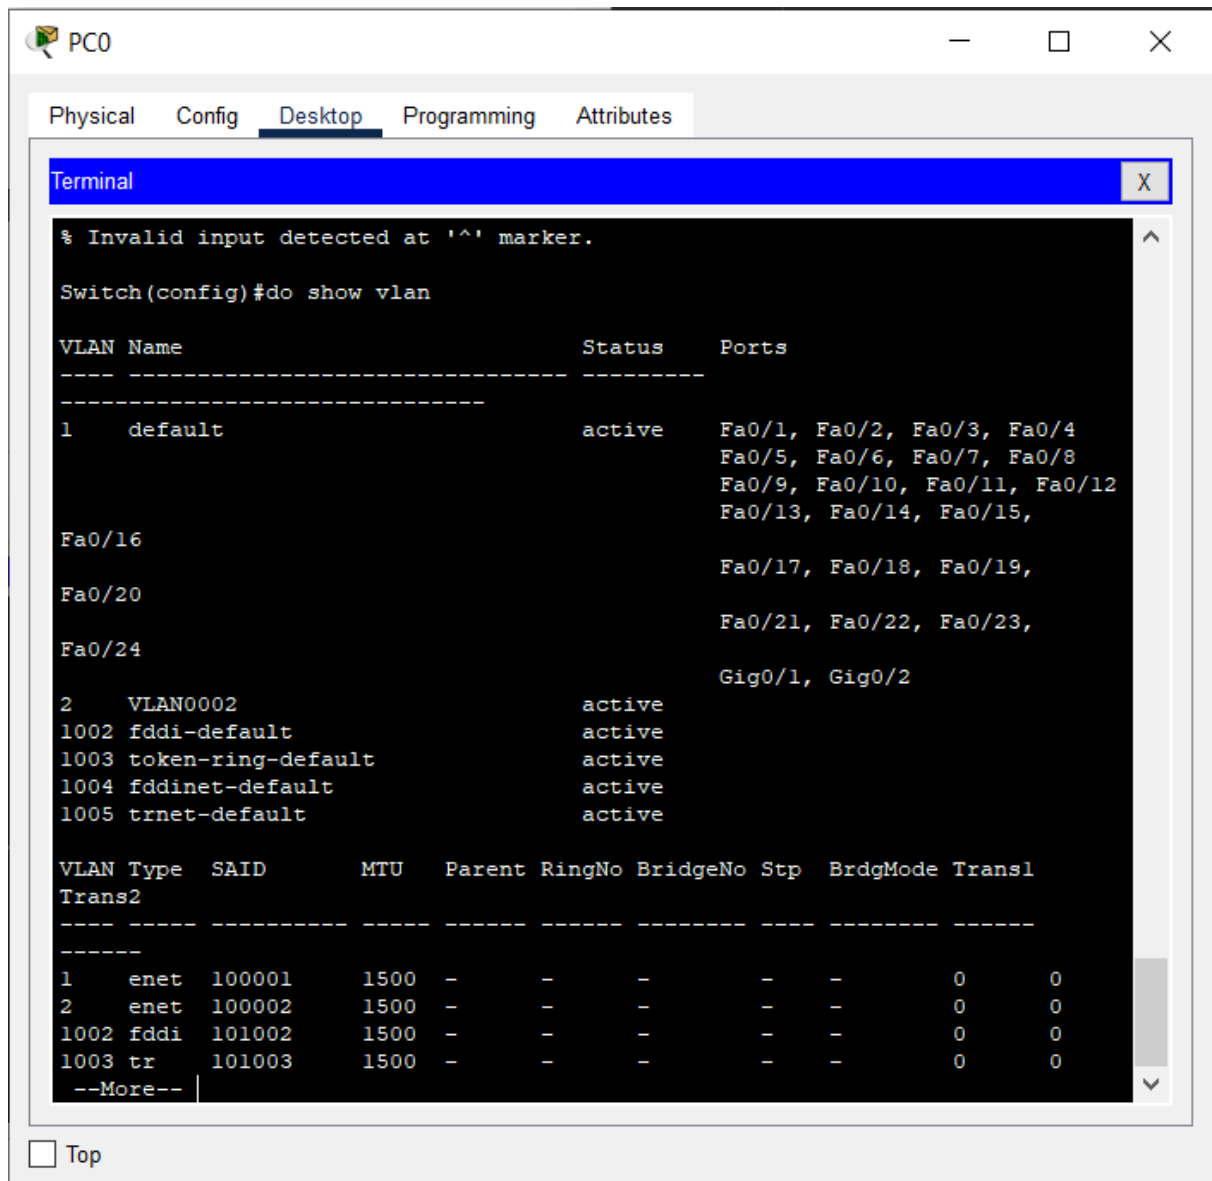 PC0
Physical Config Desktop Programming Attributes
Terminal X
% Invalid input detected at '^' marker.
Switch(config)#do show vlan
VLAN Name                             Status    Ports
---- -------------------------------- ---------
-------------------------------
1    default                          active    Fa0/1, Fa0/2, Fa0/3, Fa0/4
                                                Fa0/5, Fa0/6, Fa0/7, Fa0/8
                                                Fa0/9, Fa0/10, Fa0/11, Fa0/12
                                                Fa0/13, Fa0/14, Fa0/15,
Fa0/16
                                                Fa0/17, Fa0/18, Fa0/19,
Fa0/20
                                                Fa0/21, Fa0/22, Fa0/23,
Fa0/24
                                                Gig0/1, Gig0/2
2    VLAN0002                         active
1002 fddi-default                     active
1003 token-ring-default               active
1004 fddinet-default                  active
1005 trnet-default                    active
VLAN Type  SAID       MTU   Parent RingNo BridgeNo Stp  BrdgMode Trans1
Trans2
---- ----- ---------- ----- ------ ------ -------- ---- -------- ------
------
1    enet  100001     1500  -      -      -        -    -        0      0
2    enet  100002     1500  -      -      -        -    -        0      0
1002 fddi  101002     1500  -      -      -        -    -        0      0
1003 tr    101003     1500  -      -      -        -    -        0      0
 --More--
Top